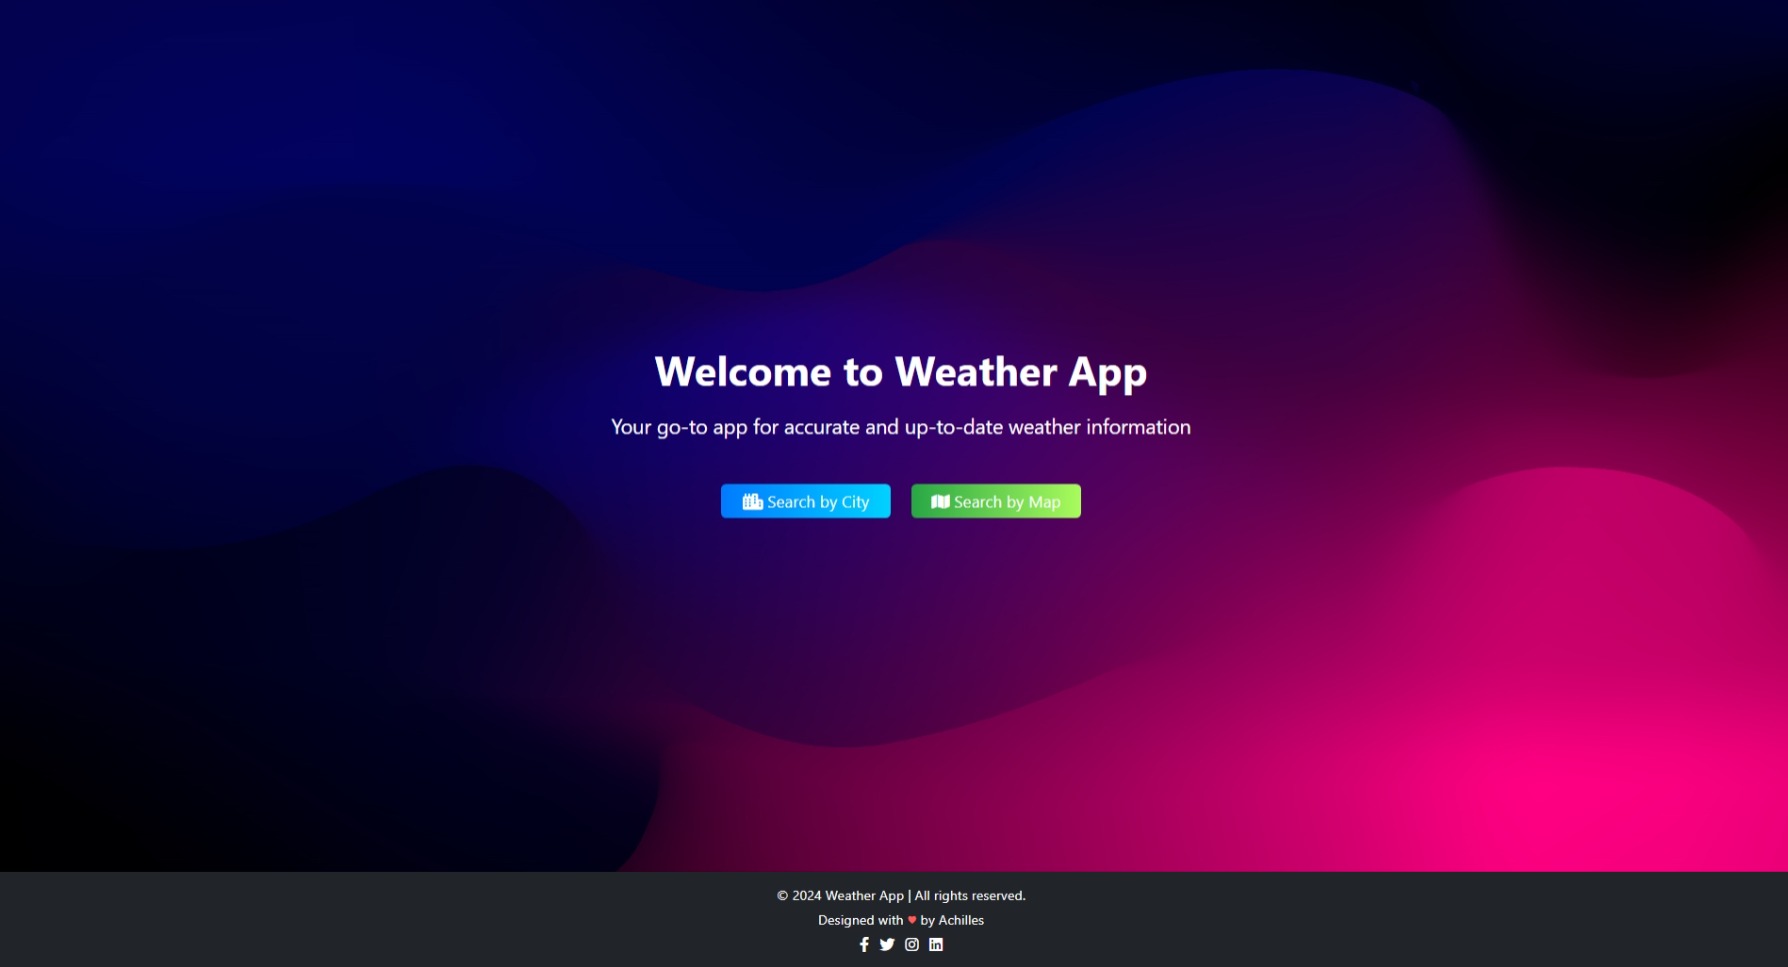 Welcome to Weather App
Your go-to app for accurate and up-to-date weather information
Search by City
Search by Map
© 2024 Weather App | All rights reserved.
Designed with ♥ by Achilles